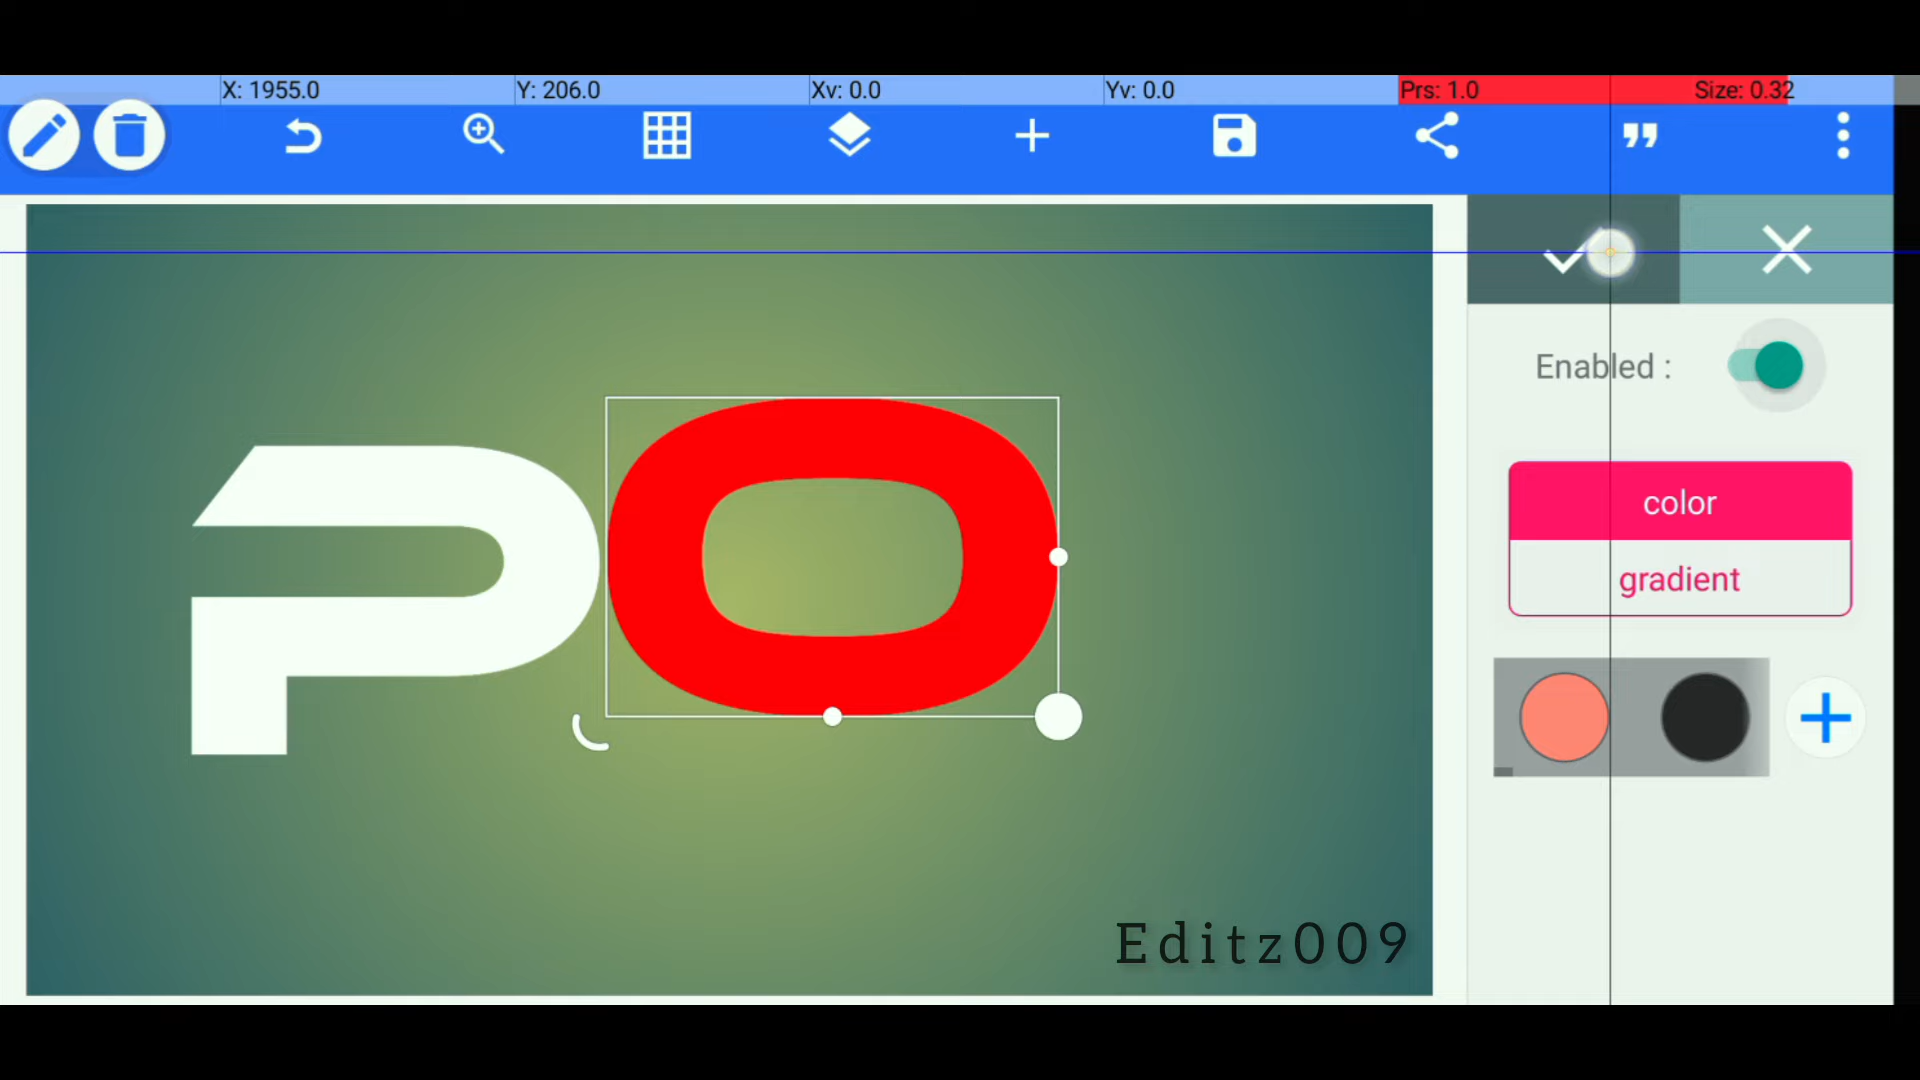 X: 1955.0 Y: 206.0 Xv: 0.0 Yv: 0.0 Prs: 1.0 Size: 0.32
Enabled :
PO
color
gradient
Editz009